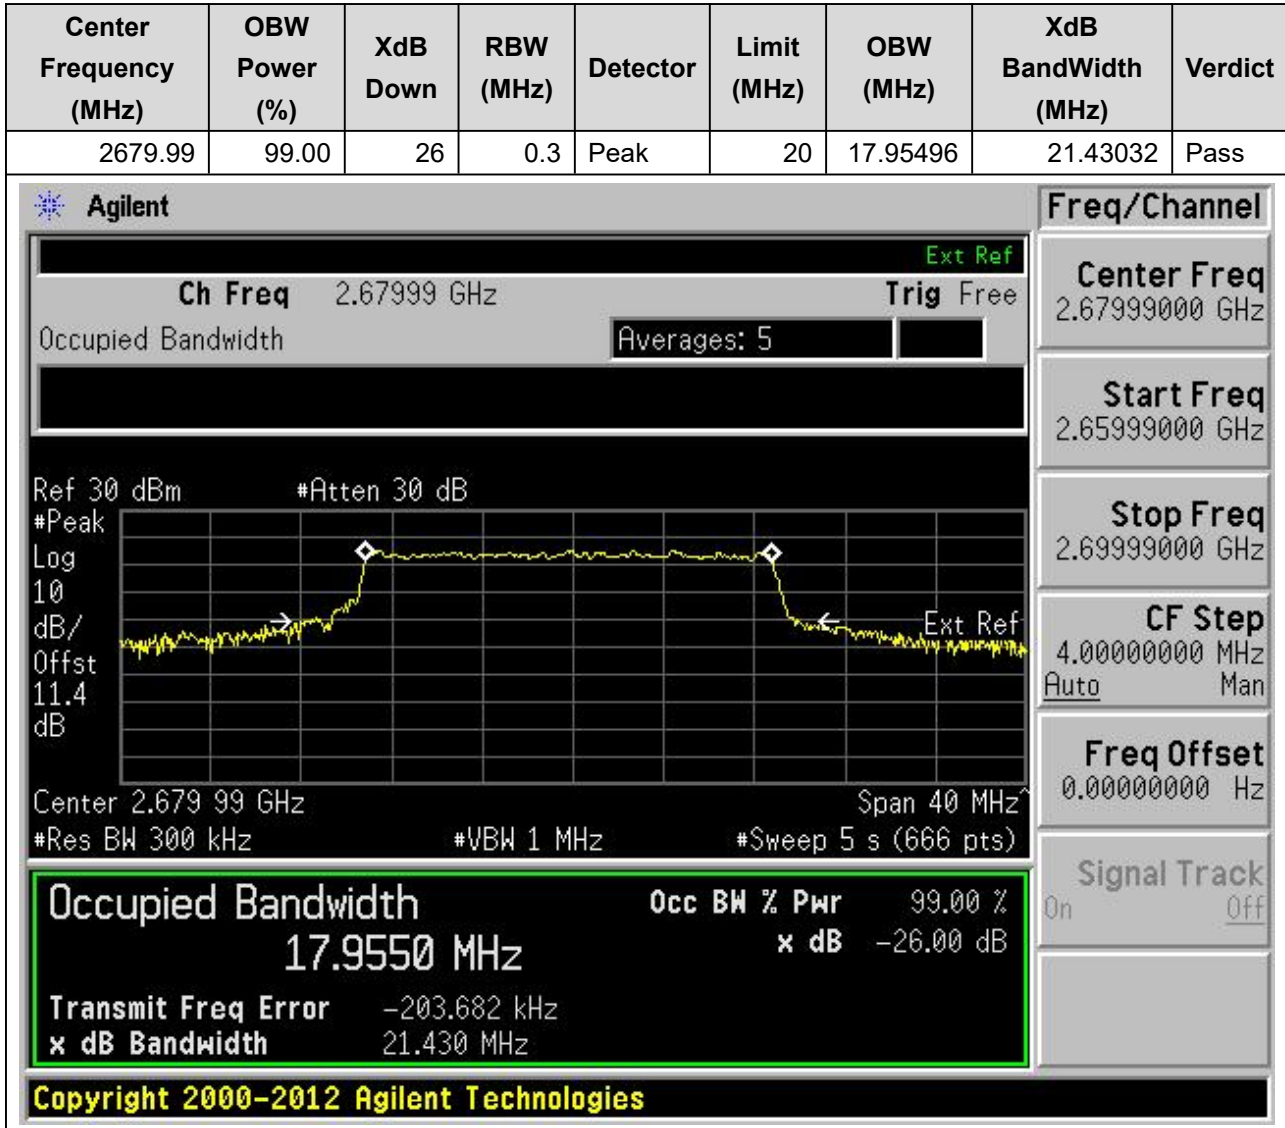 Center Frequency (MHz) OBW Power (%) XdB Down RBW (MHz) Detector Limit (MHz) OBW (MHz) XdB BandWidth (MHz) Verdict
2679.99 99.00 26 0.3 Peak 20 17.95496 21.43032 Pass
Agilent
Freq/Channel
Ext Ref
Ch Freq 2.67999 GHz Trig Free
Occupied Bandwidth Averages: 5
Ref 30 dBm #Atten 30 dB
#Peak
Log
10
dB/
Offst
11.4
dB
Ext Ref
Center 2.679 99 GHz Span 40 MHz^
#Res BW 300 kHz #VBW 1 MHz #Sweep 5 s (666 pts)
Occupied Bandwidth Occ BW % Pwr 99.00 %
17.9550 MHz x dB -26.00 dB
Transmit Freq Error -203.682 kHz
x dB Bandwidth 21.430 MHz
Center Freq
2.67999000 GHz
Start Freq
2.65999000 GHz
Stop Freq
2.69999000 GHz
CF Step
4.00000000 MHz
Auto Man
Freq Offset
0.00000000 Hz
Signal Track
On Off
Copyright 2000-2012 Agilent Technologies